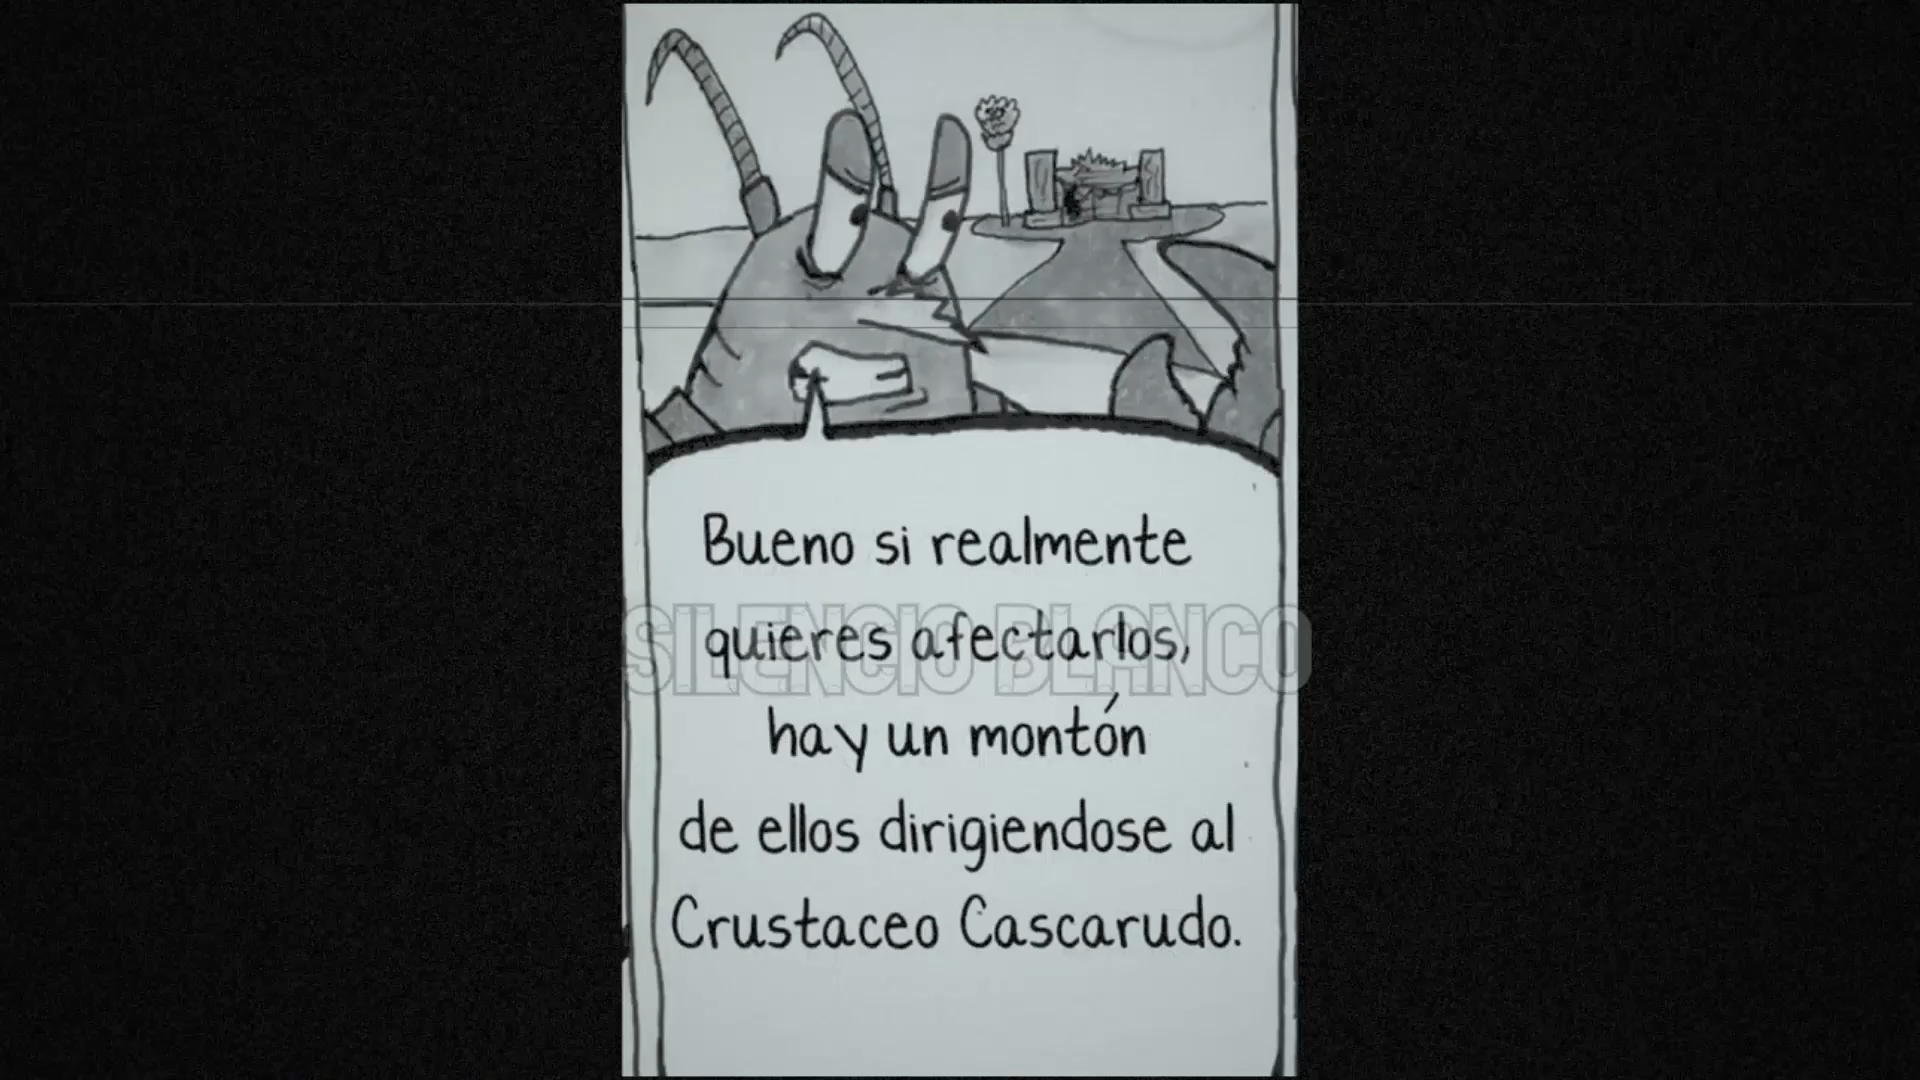 Bueno si realmente
quieres afectarlos,
SILENCIO BLANCO
hay un montón
de ellos dirigiendose al
Crustaceo Cascarudo.